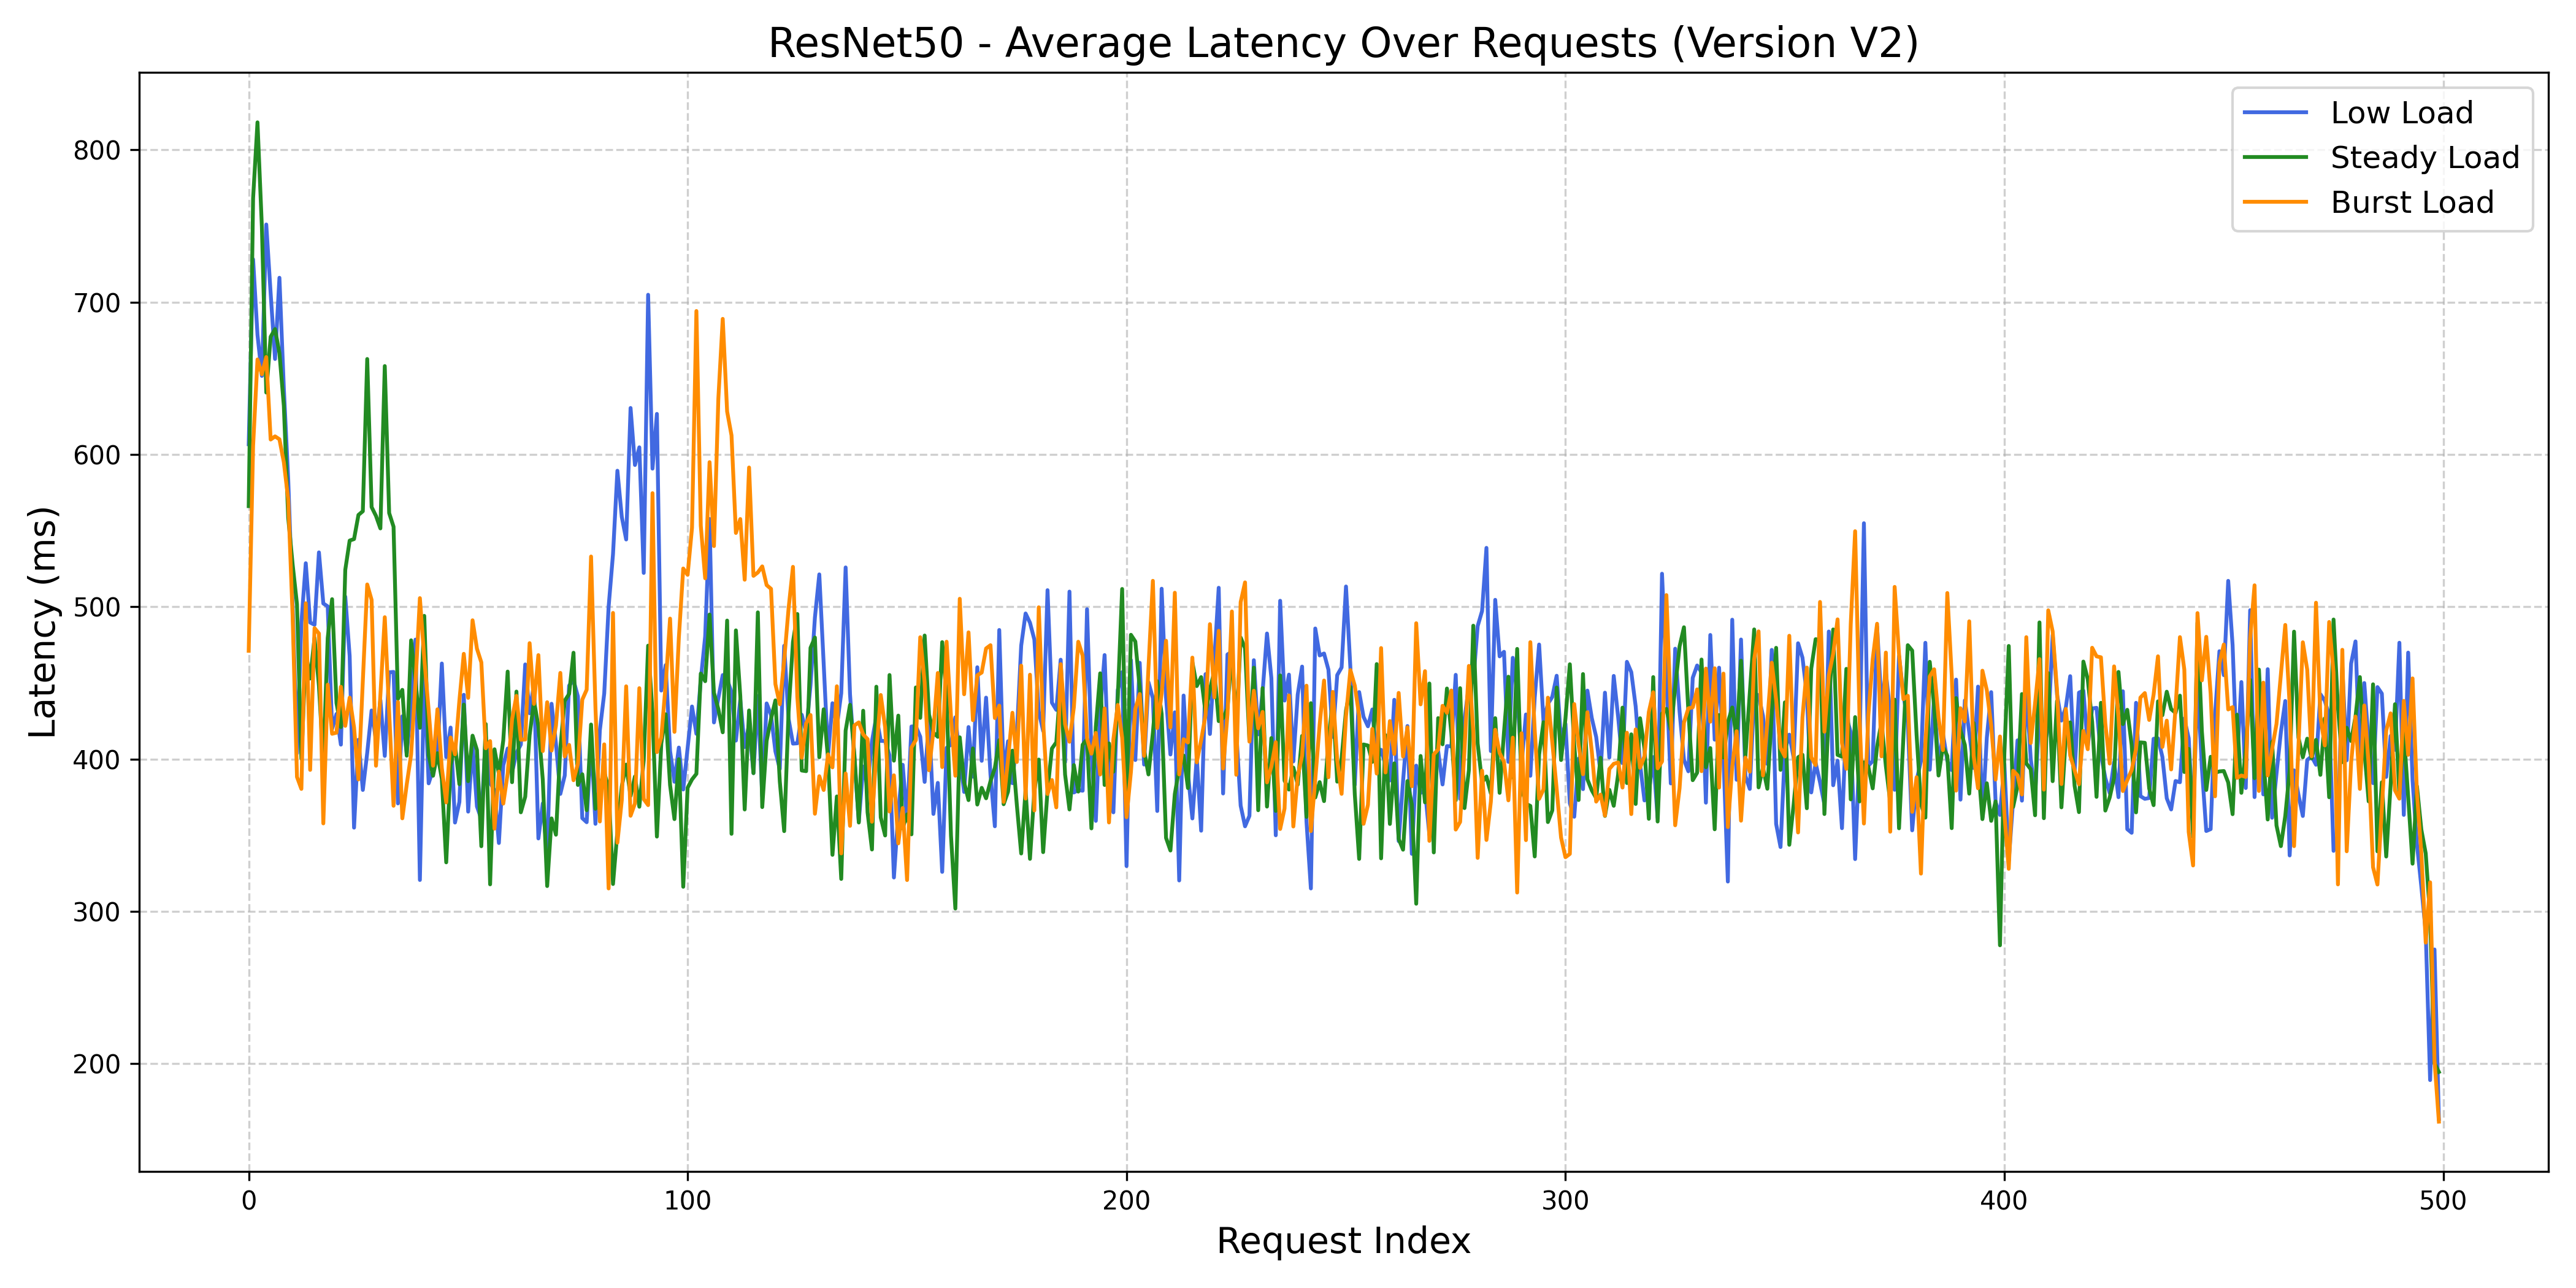 ResNet50 - Average Latency Over Requests (Version V2)
Low Load
Steady Load
Burst Load
Latency (ms)
800
700
600
500
400
300
200
0
100
200
300
400
500
Request Index